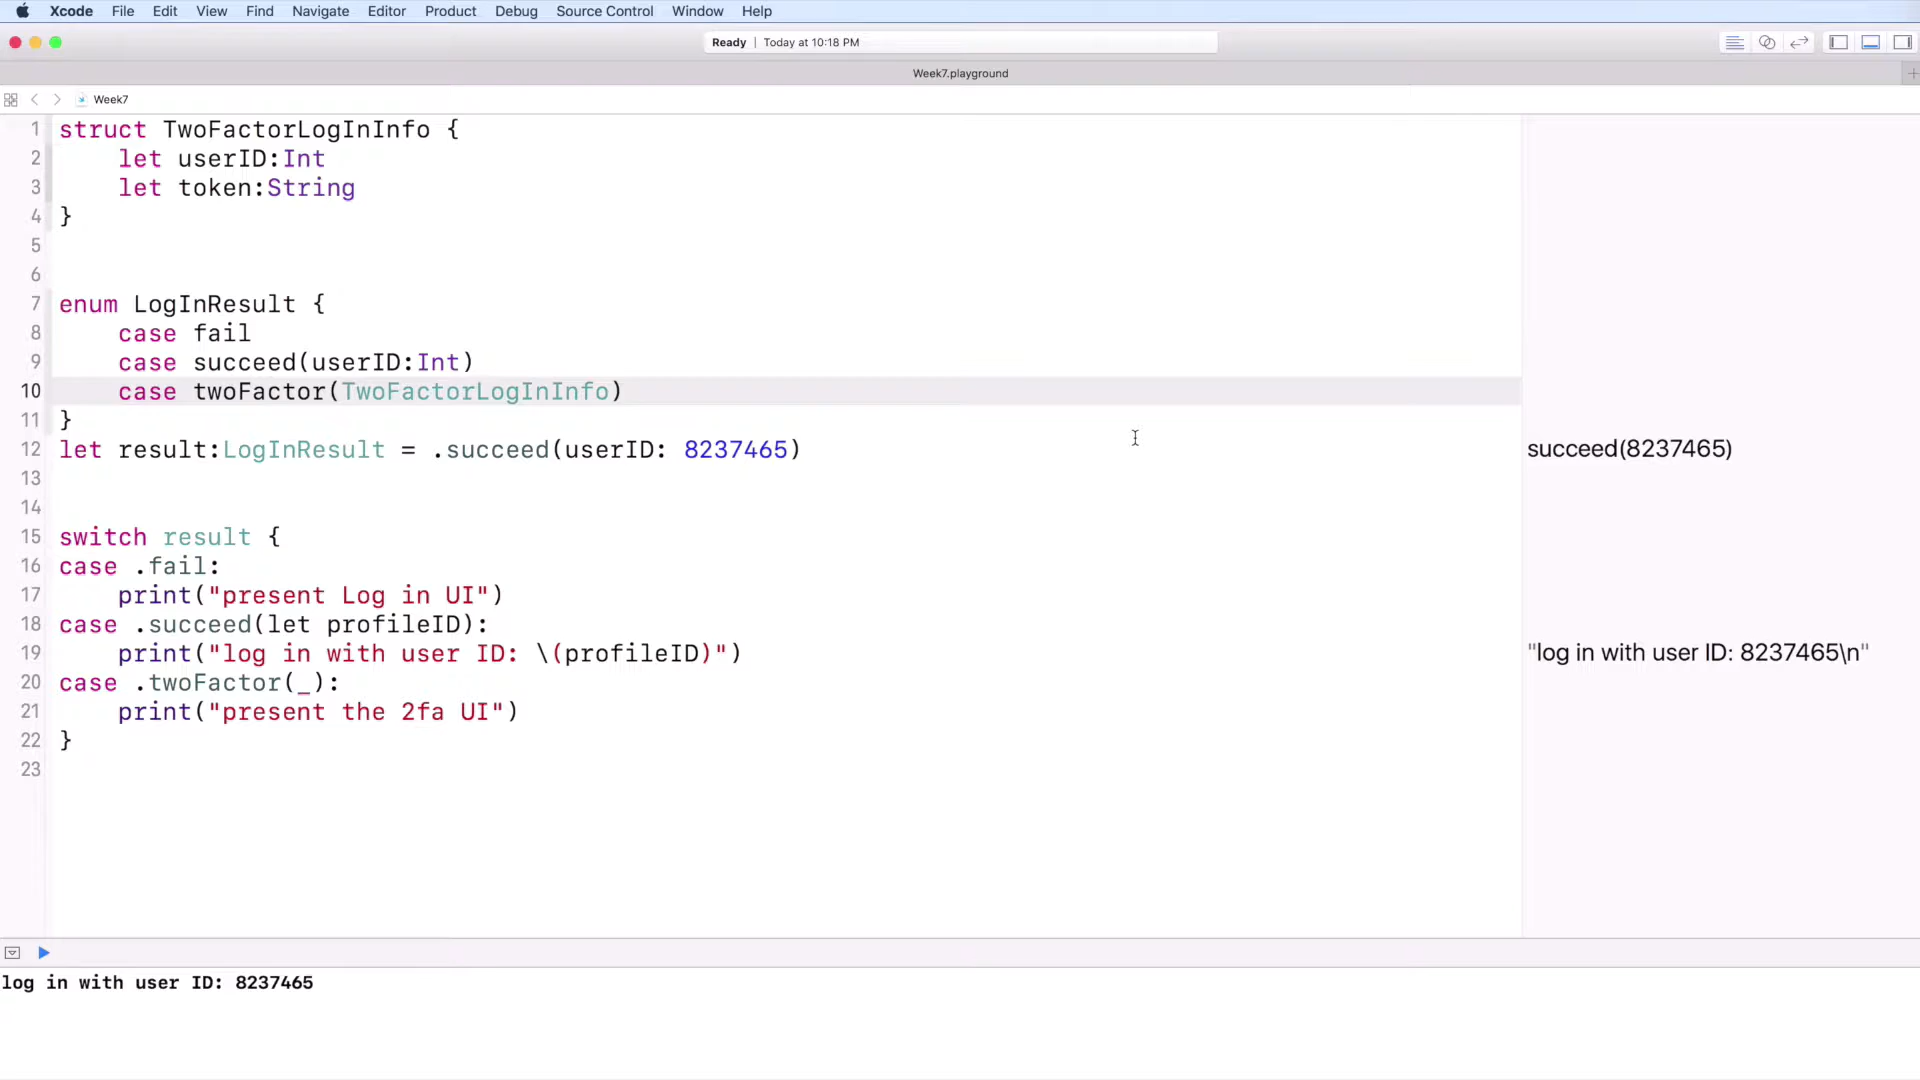 Xcode File Edit View Find Navigate Editor Product Debug Source Control Window Help
Ready | Today at 10:18 PM
Week7.playground
Week7
1 struct TwoFactorLogInInfo {
2     let userID:Int
3     let token:String
4 }
5
6
7 enum LogInResult {
8     case fail
9     case succeed(userID:Int)
10     case twoFactor(TwoFactorLogInInfo)
11 }
12 let result:LogInResult = .succeed(userID: 8237465) succeed(8237465)
13
14
15 switch result {
16 case .fail:
17     print("present Log in UI")
18 case .succeed(let profileID):
19     print("log in with user ID: \(profileID)") "log in with user ID: 8237465\n"
20 case .twoFactor(_):
21     print("present the 2fa UI")
22 }
23
log in with user ID: 8237465